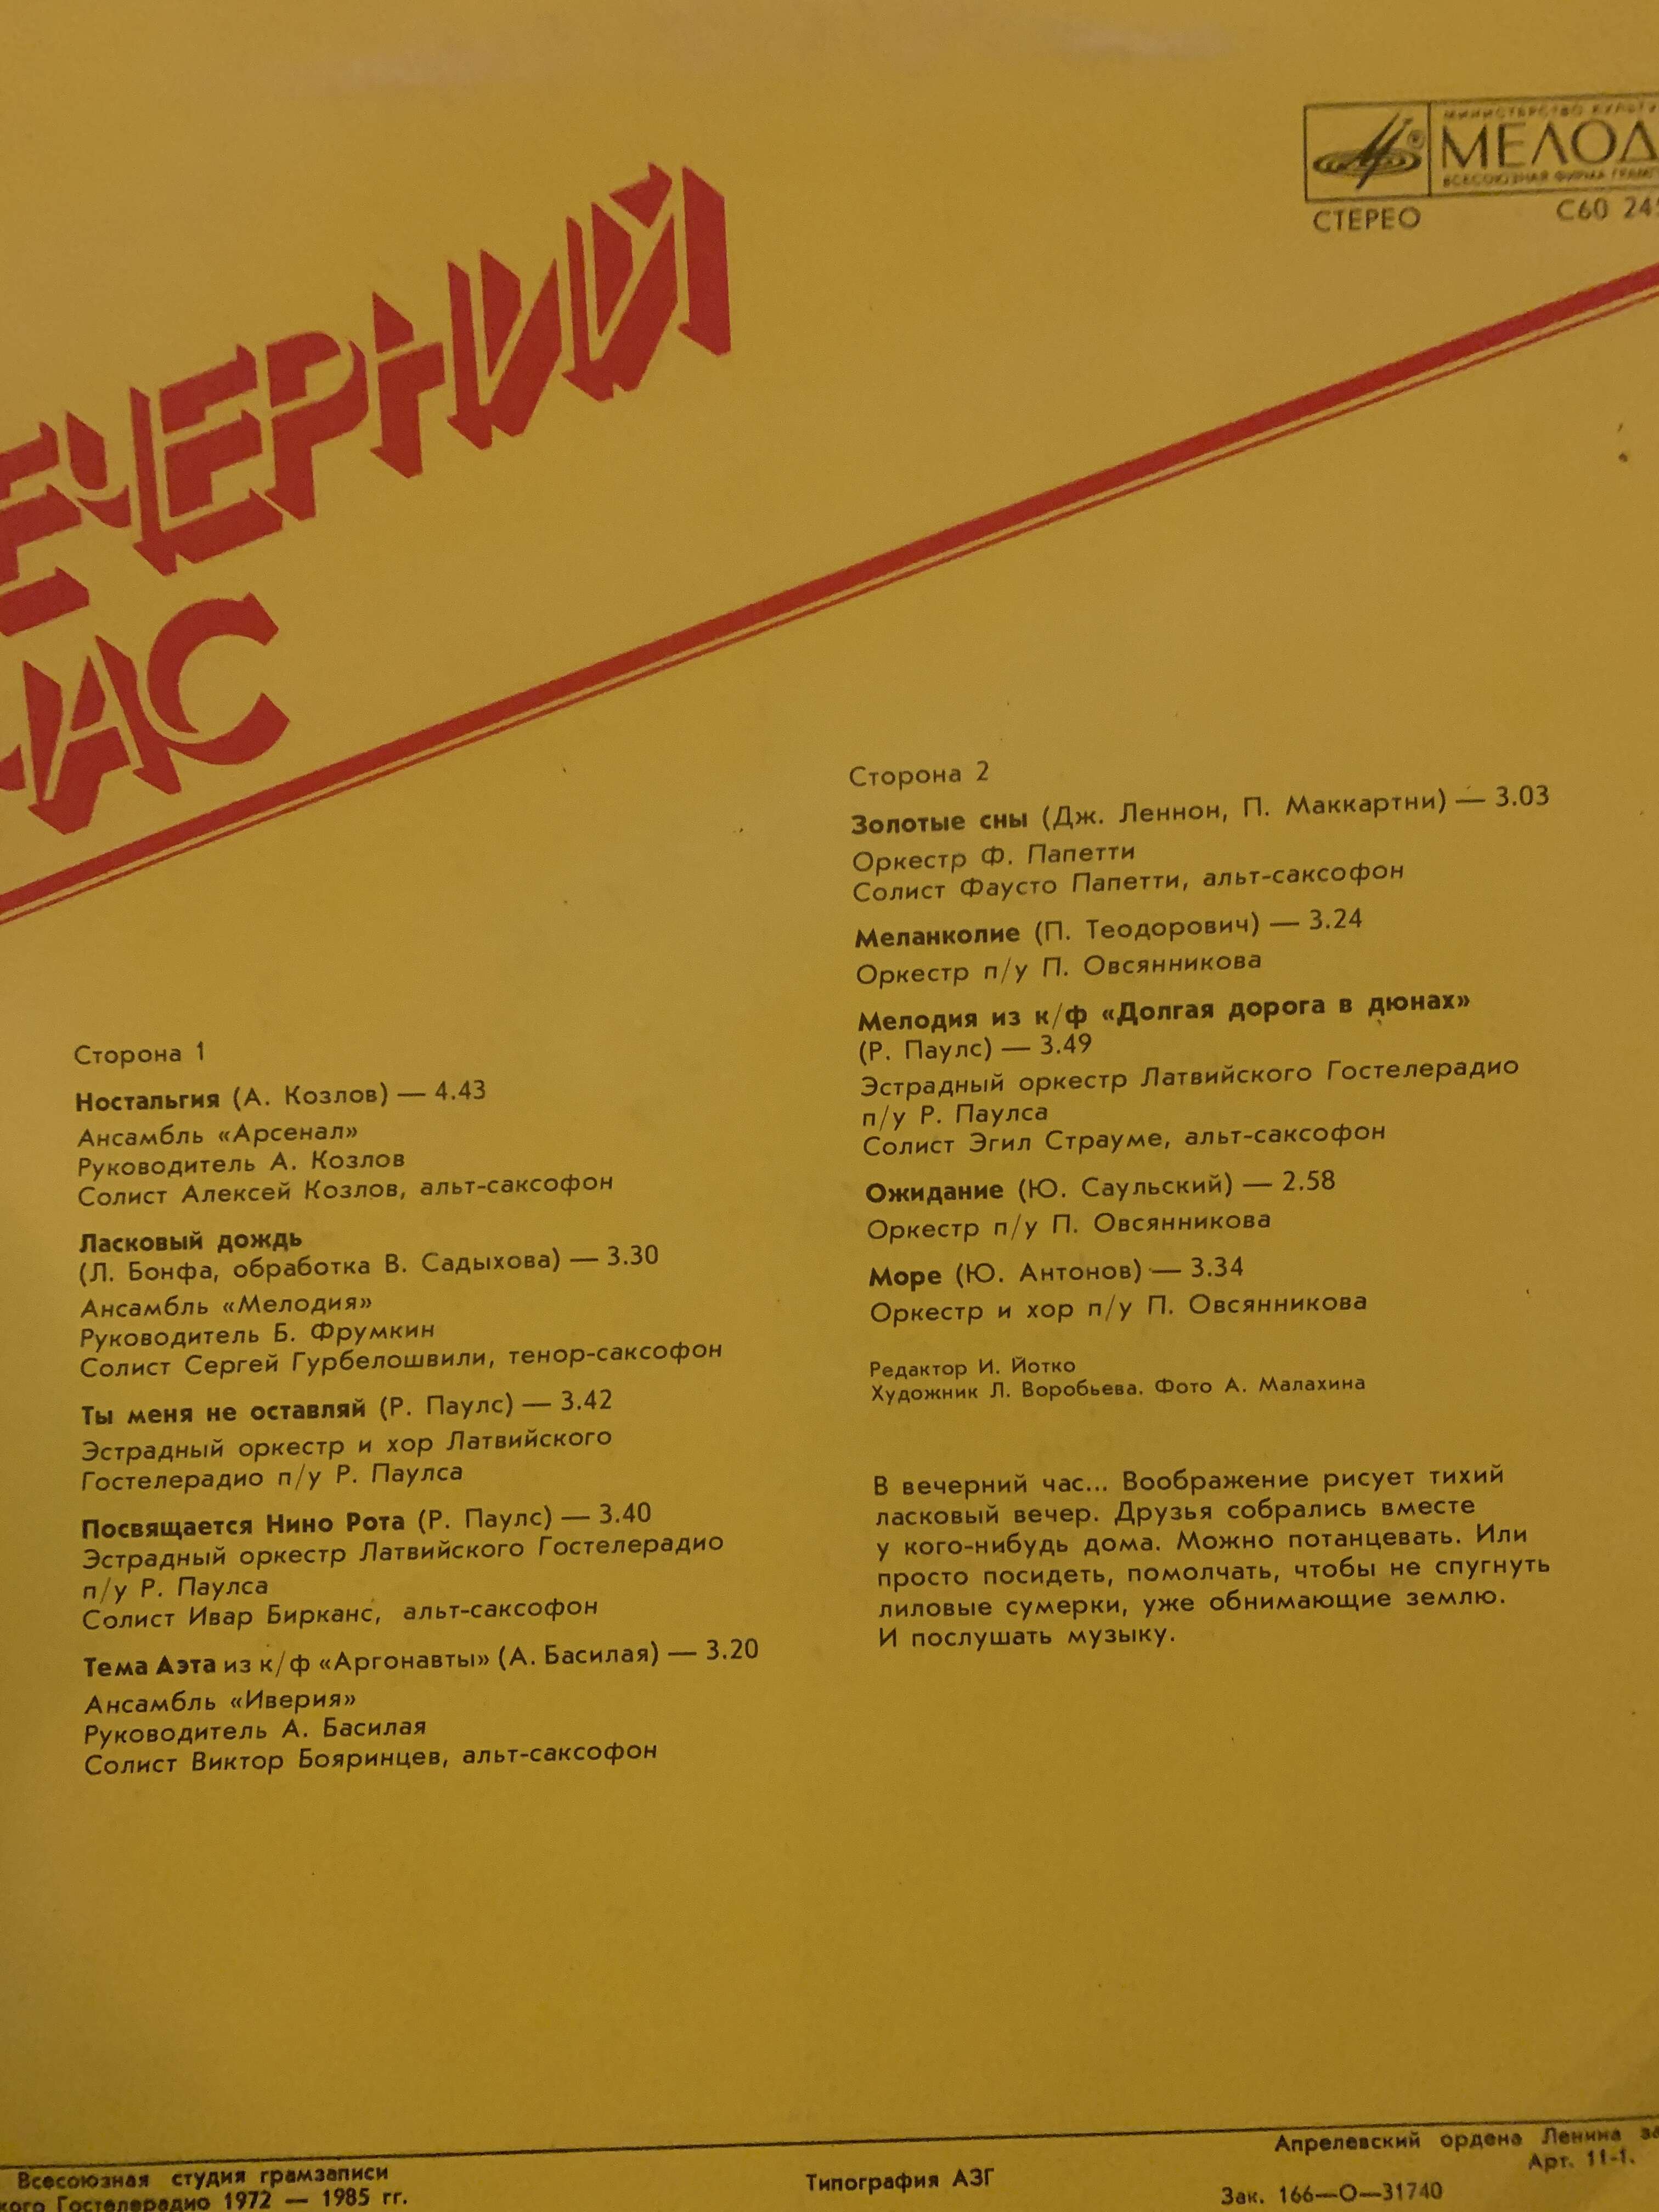 МЕЛОД
СТЕРЕО С60 24
ЕЧЕРНИЙ
ЧАС
Сторона 1
Ностальгия (А. Козлов) — 4.43
Ансамбль «Арсенал»
Руководитель А. Козлов
Солист Алексей Козлов, альт-саксофон
Ласковый дождь
(Л. Бонфа, обработка В. Садыхова) — 3.30
Ансамбль «Мелодия»
Руководитель Б. Фрумкин
Солист Сергей Гурбелошвили, тенор-саксофон
Ты меня не оставляй (Р. Паулс) — 3.42
Эстрадный оркестр и хор Латвийского
Гостелерадио п/у Р. Паулса
Посвящается Нино Рота (Р. Паулс) — 3.40
Эстрадный оркестр Латвийского Гостелерадио
п/у Р. Паулса
Солист Ивар Бирканс, альт-саксофон
Тема Аэта из к/ф «Аргонавты» (А. Басилая) — 3.20
Ансамбль «Иверия»
Руководитель А. Басилая
Солист Виктор Бояринцев, альт-саксофон
Сторона 2
Золотые сны (Дж. Леннон, П. Маккартни) — 3.03
Оркестр Ф. Папетти
Солист Фаусто Папетти, альт-саксофон
Меланколие (П. Теодорович) — 3.24
Оркестр п/у П. Овсянникова
Мелодия из к/ф «Долгая дорога в дюнах»
(Р. Паулс) — 3.49
Эстрадный оркестр Латвийского Гостелерадио
п/у Р. Паулса
Солист Эгил Страуме, альт-саксофон
Ожидание (Ю. Саульский) — 2.58
Оркестр п/у П. Овсянникова
Море (Ю. Антонов) — 3.34
Оркестр и хор п/у П. Овсянникова
Редактор И. Йотко
Художник Л. Воробьева. Фото А. Малахина
В вечерний час... Воображение рисует тихий
ласковый вечер. Друзья собрались вместе
у кого-нибудь дома. Можно потанцевать. Или
просто посидеть, помолчать, чтобы не спугнуть
лиловые сумерки, уже обнимающие землю.
И послушать музыку.
Всесоюзная студия грамзаписи
кого Гостелерадио 1972 — 1985 гг.
Типография АЗГ
Апрелевский ордена Ленина за
Арт. 11-1.
Зак. 166—О—31740